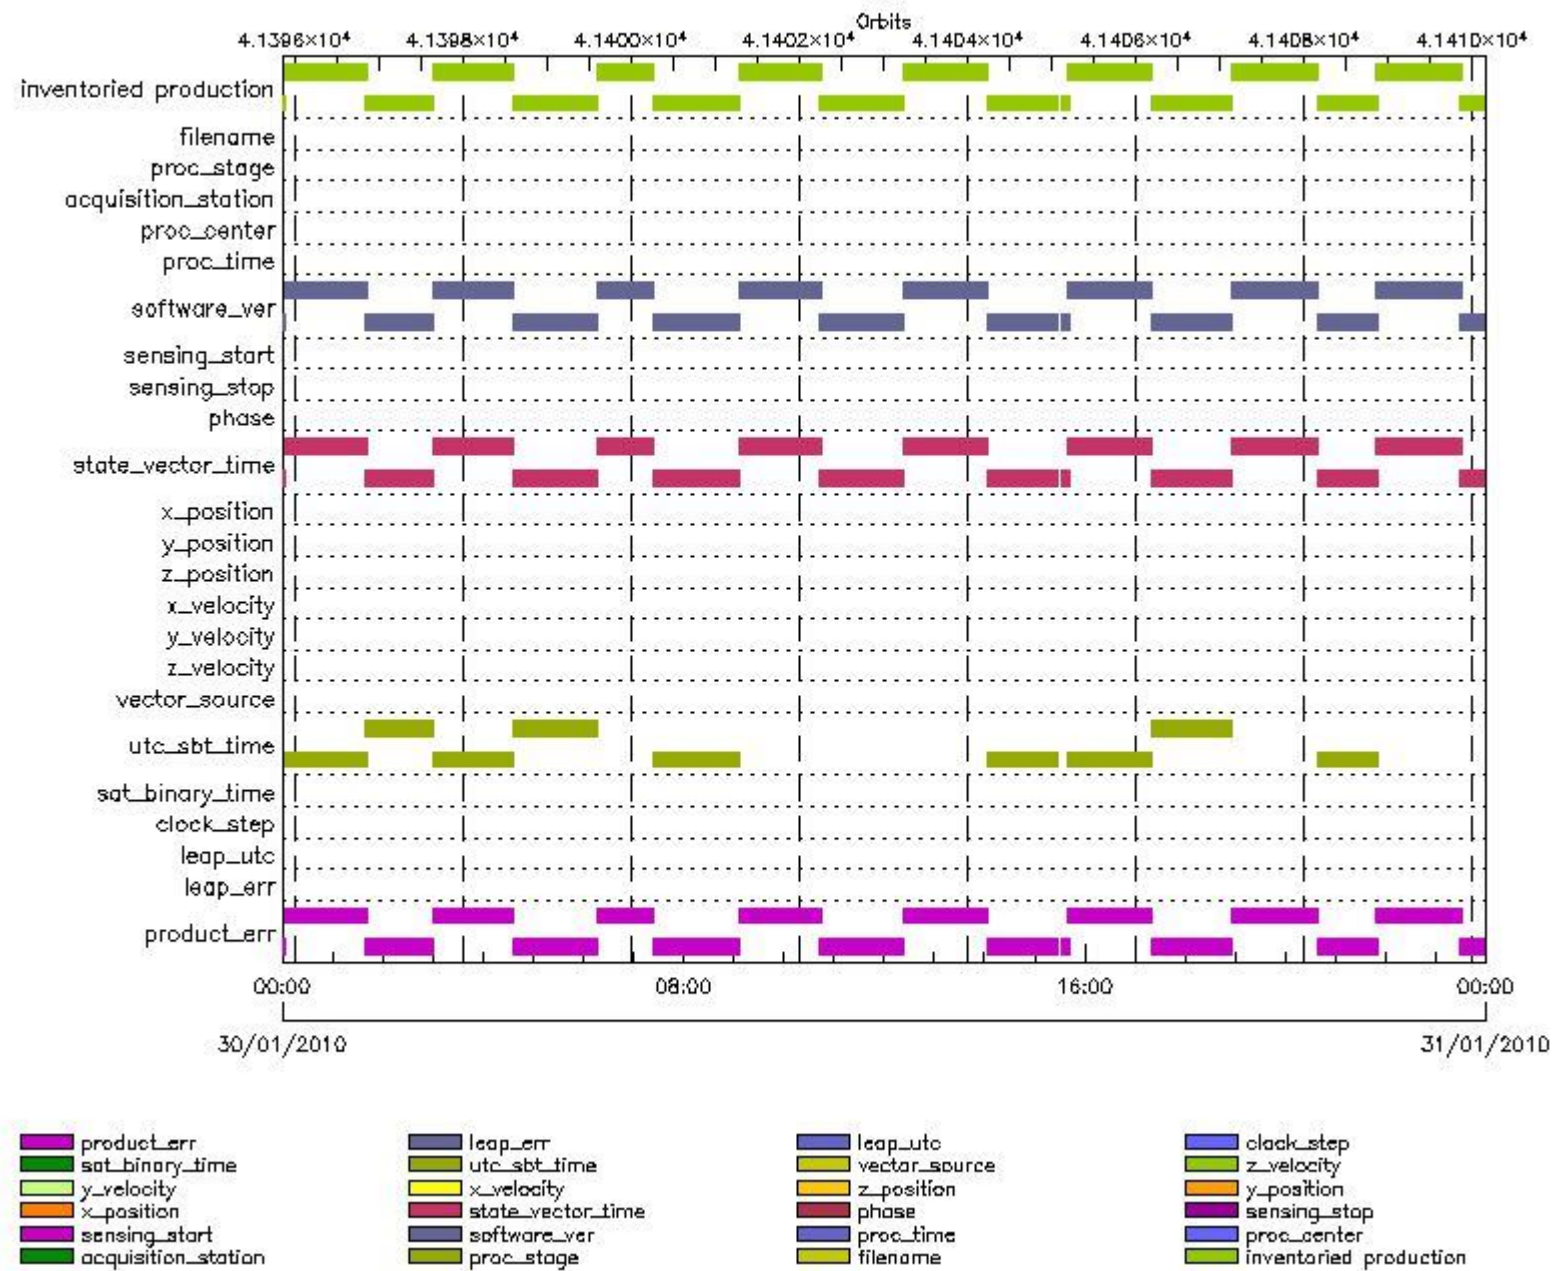 Orbits
4.1396×10⁴ 4.1398×10⁴ 4.1400×10⁴ 4.1402×10⁴ 4.1404×10⁴ 4.1406×10⁴ 4.1408×10⁴ 4.1410×10⁴
inventoried production
filename
proc_stage
acquisition_station
proc_center
proc_time
software_ver
sensing_start
sensing_stop
phase
state_vector_time
x_position
y_position
z_position
x_velocity
y_velocity
z_velocity
vector_source
utc_sbt_time
sat_binary_time
clock_step
leap_utc
leap_err
product_err
00:00 08:00 16:00 00:00
30/01/2010 31/01/2010
product_err leap_err leap_utc clock_step
sat_binary_time utc_sbt_time vector_source z_velocity
y_velocity x_velocity z_position y_position
x_position state_vector_time phase sensing_stop
sensing_start software_ver proc_time proc_center
acquisition_station proc_stage filename inventoried production